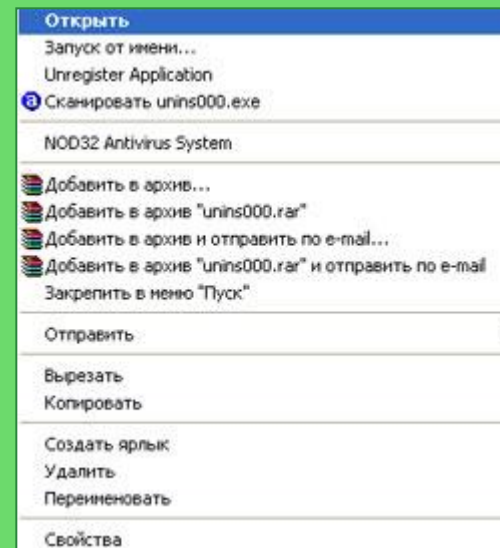 Открыть
Запуск от имени...
Unregister Application
Сканировать unins000.exe
NOD32 Antivirus System
Добавить в архив...
Добавить в архив "unins000.rar"
Добавить в архив и отправить по e-mail...
Добавить в архив "unins000.rar" и отправить по e-mail
Закрепить в меню "Пуск"
Отправить
Вырезать
Копировать
Создать ярлык
Удалить
Переименовать
Свойства